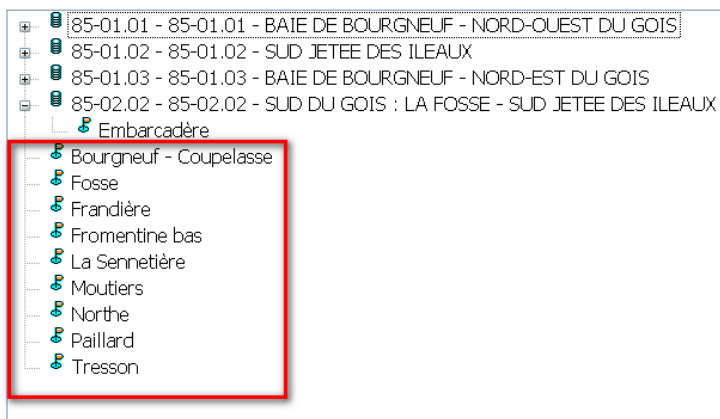 85-01.01 - 85-01.01 - BAIE DE BOURGNEUF - NORD-OUEST DU GOIS
85-01.02 - 85-01.02 - SUD JETEE DES ILEAUX
85-01.03 - 85-01.03 - BAIE DE BOURGNEUF - NORD-EST DU GOIS
85-02.02 - 85-02.02 - SUD DU GOIS : LA FOSSE - SUD JETEE DES ILEAUX
Embarcadère
Bourgneuf - Coupelasse
Fosse
Frandière
Fromentine bas
La Sennetière
Moutiers
Northe
Paillard
Tresson